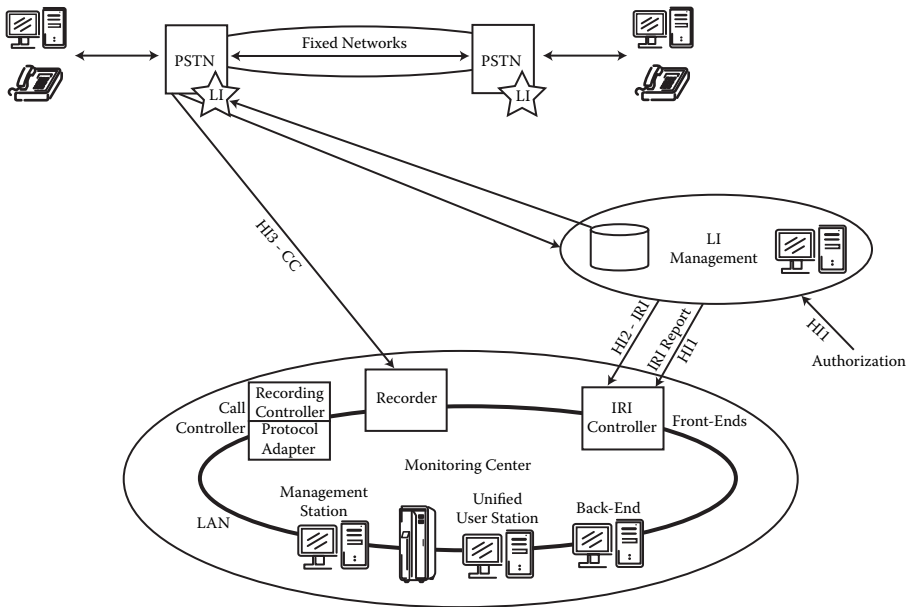 Fixed Networks
PSTN
PSTN
LI
LI
HI3 - CC
LI
Management
HI2 - IRI
IRI Report
HI1
HI1
Authorization
Call
Controller
Recording
Controller
Protocol
Adapter
Recorder
IRI
Controller
Front-Ends
Monitoring Center
LAN
Management
Station
Unified
User Station
Back-End